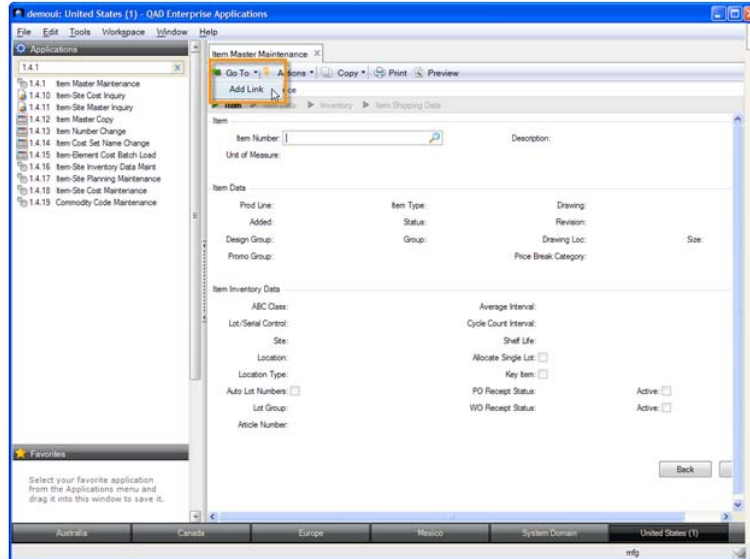 demoui: United States (1) - QAD Enterprise Applications
File Edit Tools Workspace Window Help
Applications
1.4.1
1.4.1 Item Master Maintenance
1.4.10 Item-Site Cost Inquiry
1.4.11 Item-Site Master Inquiry
1.4.12 Item Master Copy
1.4.13 Item Number Change
1.4.14 Item Cost Set Name Change
1.4.15 Item-Element Cost Batch Load
1.4.16 Item-Site Inventory Data Maint
1.4.17 Item-Site Planning Maintenance
1.4.18 Item-Site Cost Maintenance
1.4.19 Commodity Code Maintenance
Favorites
Select your favorite application
from the Applications menu and
drag it into this window to save it.
Item Master Maintenance
Go To Actions Copy Print Preview
Add Link
Item Inventory Item Shipping Data
Item
Item Number: Description:
Unit of Measure:
Item Data
Prod Line: Item Type: Drawing:
Added: Status: Revision:
Design Group: Group: Drawing Loc: Size:
Promo Group: Price Break Category:
Item Inventory Data
ABC Class: Average Interval:
Lot/Serial Control: Cycle Count Interval:
Site: Shelf Life:
Location: Allocate Single Lot:
Location Type: Key Item:
Auto Lot Numbers: PO Receipt Status: Active:
Lot Group: WO Receipt Status: Active:
Article Number:
Back
Australia Canada Europe Mexico System Domain United States (1)
mfg